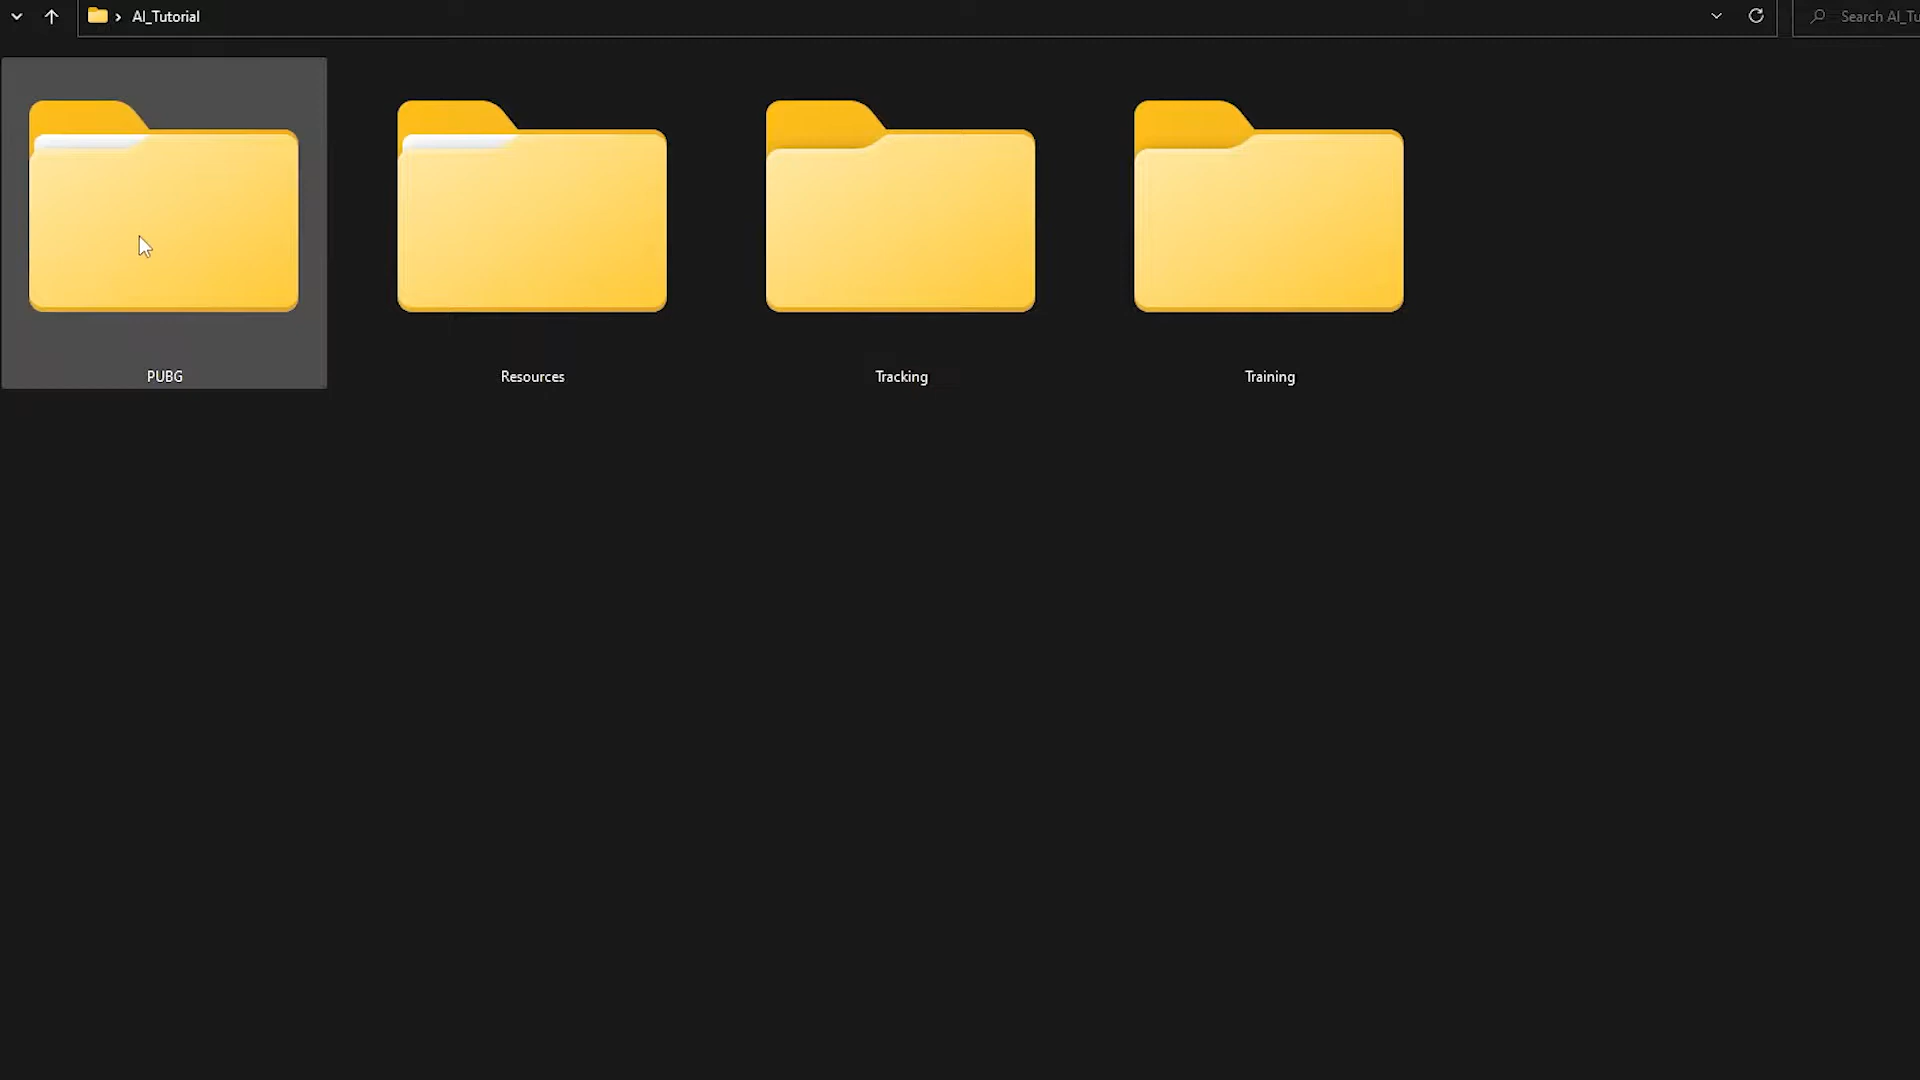 AI_Tutorial
Search AI_Tu
PUBG
Resources
Tracking
Training